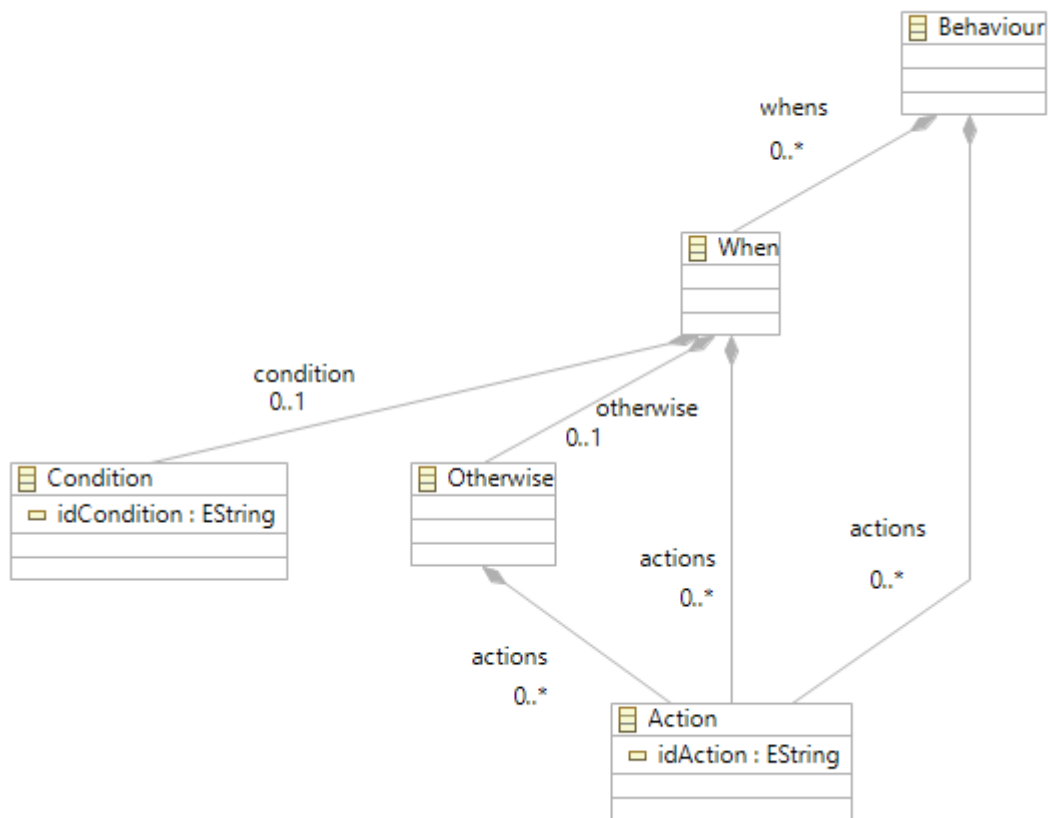 Behaviour
whens
0..*
When
condition
0..1
otherwise
0..1
Condition
idCondition : EString
Otherwise
actions
0..*
actions
0..*
actions
0..*
Action
idAction : EString